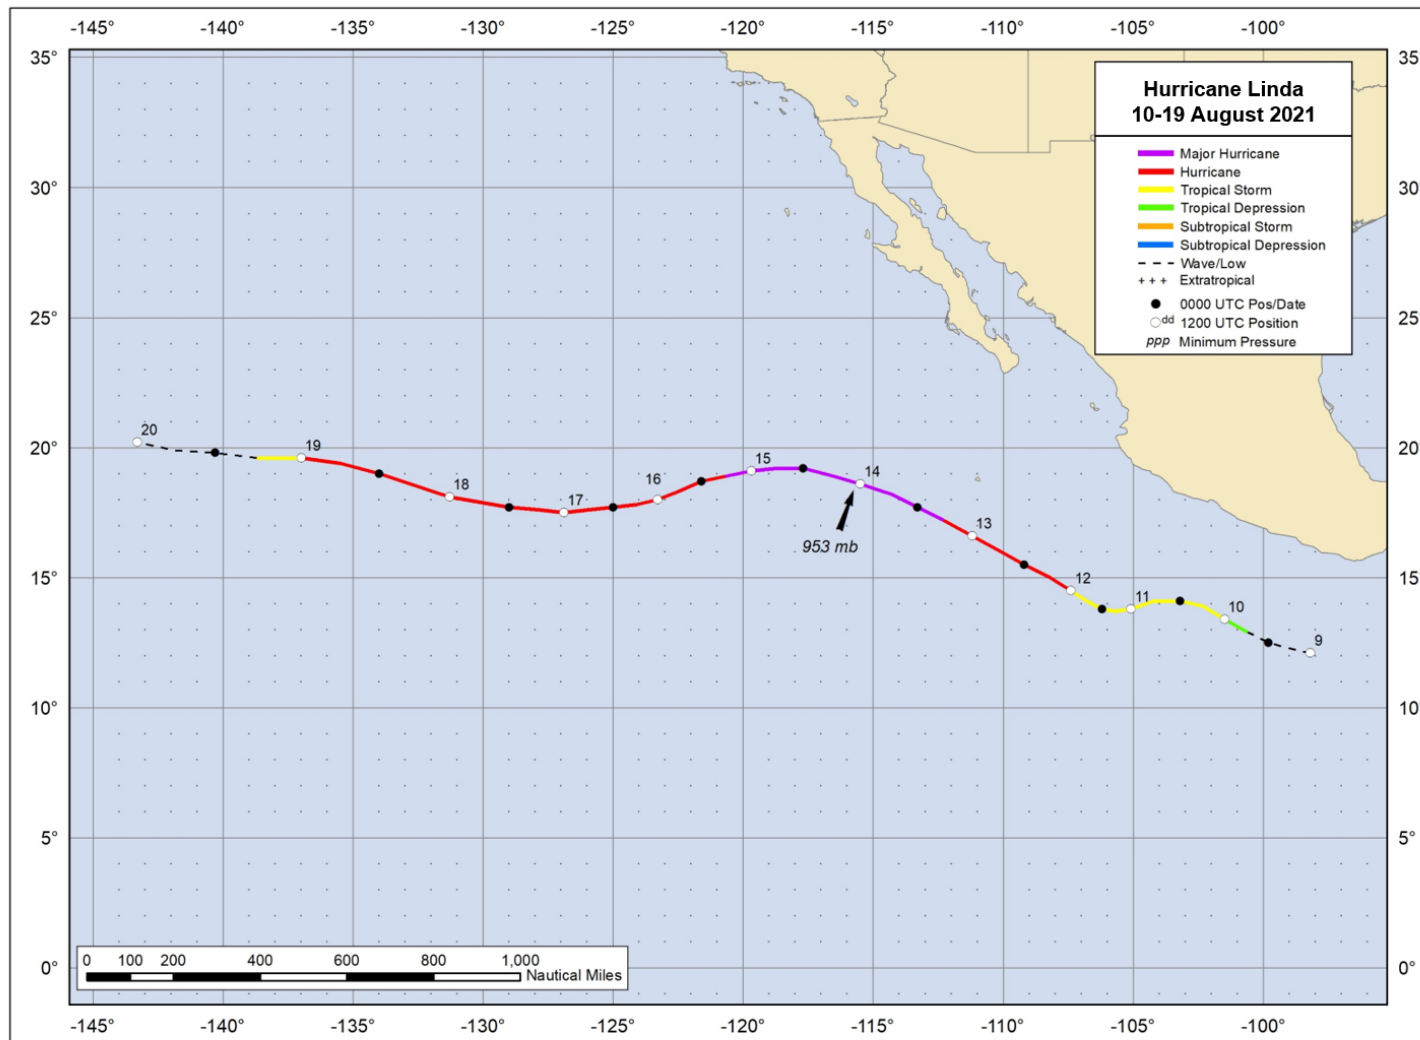 -145° -140° -135° -130° -125° -120° -115° -110° -105° -100°
35° 35°
Hurricane Linda
10-19 August 2021
Major Hurricane
Hurricane
Tropical Storm
Tropical Depression
Subtropical Storm
Subtropical Depression
Wave/Low
+++ Extratropical
0000 UTC Pos/Date
dd 1200 UTC Position
ppp Minimum Pressure
30° 30°
25° 25°
20° 20°
20 19 18 17 16 15 14 13 12 11 10 9
953 mb
15° 15°
10° 10°
5° 5°
0° 0°
0 100 200 400 600 800 1,000
Nautical Miles
-145° -140° -135° -130° -125° -120° -115° -110° -105° -100°